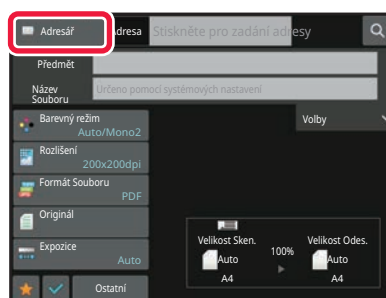 Adresář
Adresa
Stiskněte pro zadání adresy
Předmět
Název
Souboru
Určeno pomocí systémových nastavení
Barevný režim
Auto/Mono2
Volby
Rozlišení
200x200dpi
Formát Souboru
PDF
Originál
Expozice
Auto
Velikost Sken.
100%
Velikost Odes.
Auto
Auto
A4
A4
Ostatní